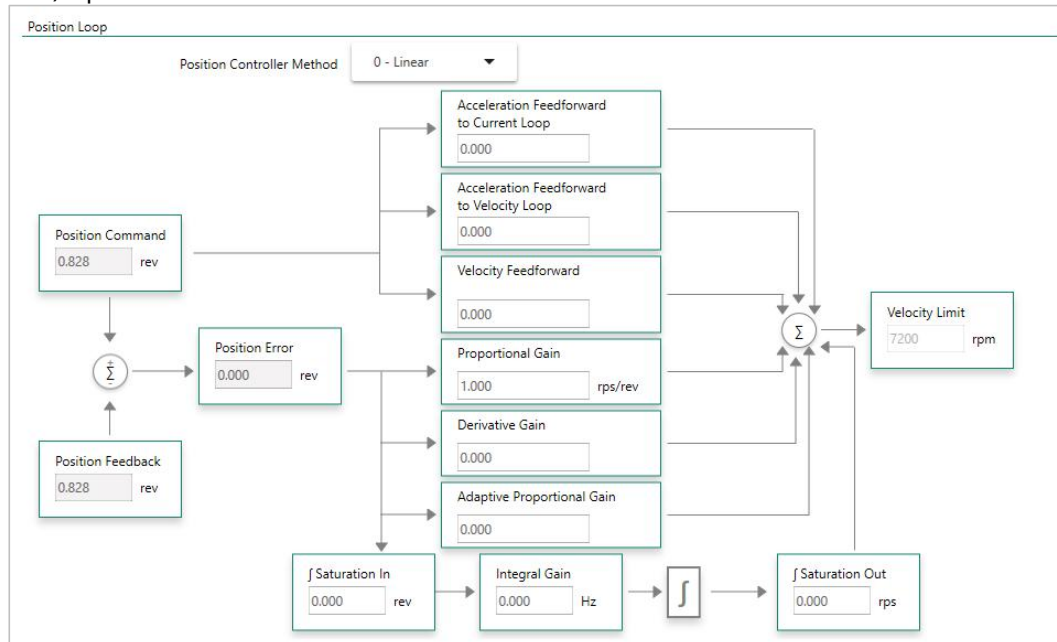 Position Loop
Position Controller Method 0 - Linear
Acceleration Feedforward
to Current Loop
0.000
Acceleration Feedforward
to Velocity Loop
0.000
Position Command
0.828 rev
Velocity Feedforward
0.000
Velocity Limit
7200 rpm
Σ
Position Error
0.000 rev
Proportional Gain
1.000 rps/rev
+
Σ
-
Derivative Gain
0.000
Position Feedback
0.828 rev
Adaptive Proportional Gain
0.000
∫ Saturation In
0.000 rev
Integral Gain
0.000 Hz
∫
∫ Saturation Out
0.000 rps